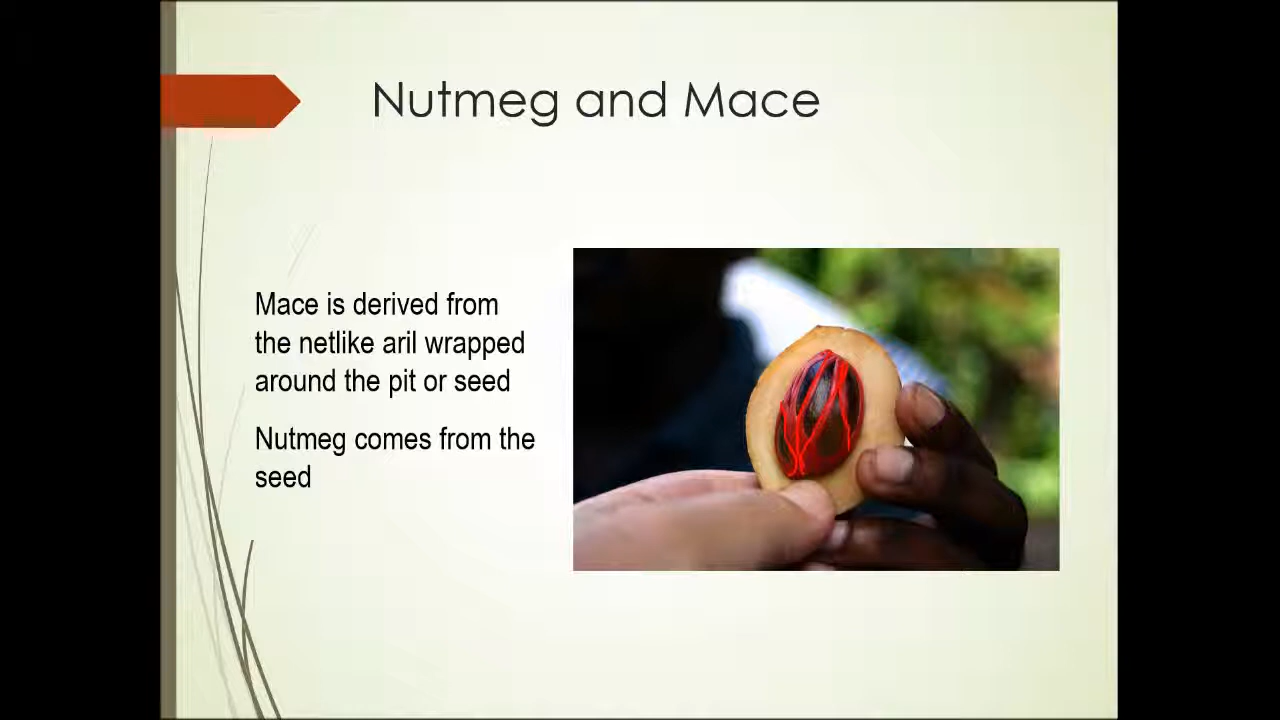 Nutmeg and Mace
Mace is derived from
the netlike aril wrapped
around the pit or seed
Nutmeg comes from the
seed